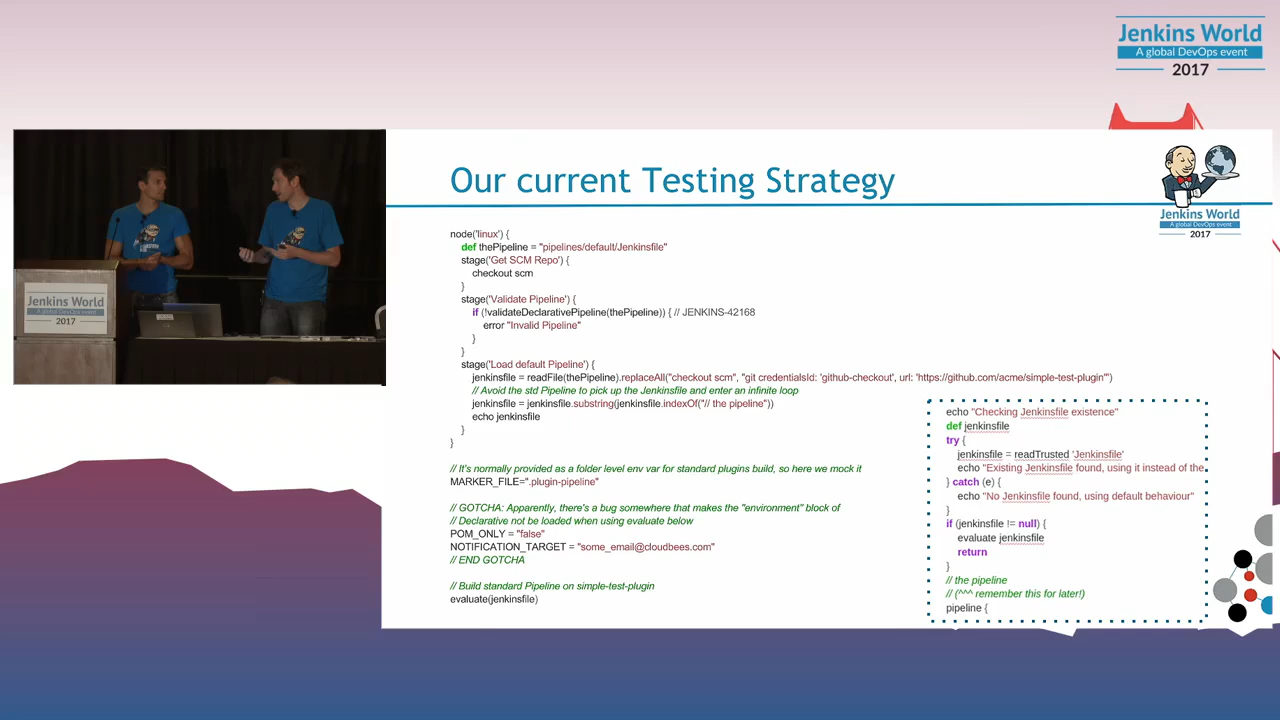 Jenkins World
A global DevOps event
2017
Our current Testing Strategy
Jenkins World
A global DevOps event
2017
Jenkins World
A global DevOps event
2017
node('linux') {
def thePipeline = "pipelines/default/Jenkinsfile"
stage('Get SCM Repo') {
checkout scm
}
stage('Validate Pipeline') {
if (!validateDeclarativePipeline(thePipeline)) { // JENKINS-42168
error "Invalid Pipeline"
}
}
stage('Load default Pipeline') {
jenkinsfile = readFile(thePipeline).replaceAll("checkout scm", "git credentialsId: 'github-checkout', url: 'https://github.com/acme/simple-test-plugin'")
// Avoid the std Pipeline to pick up the Jenkinsfile and enter an infinite loop
jenkinsfile = jenkinsfile.substring(jenkinsfile.indexOf("// the pipeline"))
echo jenkinsfile
}
}
// It's normally provided as a folder level env var for standard plugins build, so here we mock it
MARKER_FILE=".plugin-pipeline"
// GOTCHA: Apparently, there's a bug somewhere that makes the "environment" block of
// Declarative not be loaded when using evaluate below
POM_ONLY = "false"
NOTIFICATION_TARGET = "some_email@cloudbees.com"
// END GOTCHA
// Build standard Pipeline on simple-test-plugin
evaluate(jenkinsfile)
echo "Checking Jenkinsfile existence"
def jenkinsfile
try {
jenkinsfile = readTrusted 'Jenkinsfile'
echo "Existing Jenkinsfile found, using it instead of the
} catch (e) {
echo "No Jenkinsfile found, using default behaviour"
}
if (jenkinsfile != null) {
evaluate jenkinsfile
return
}
// the pipeline
// (^^^ remember this for later!)
pipeline {